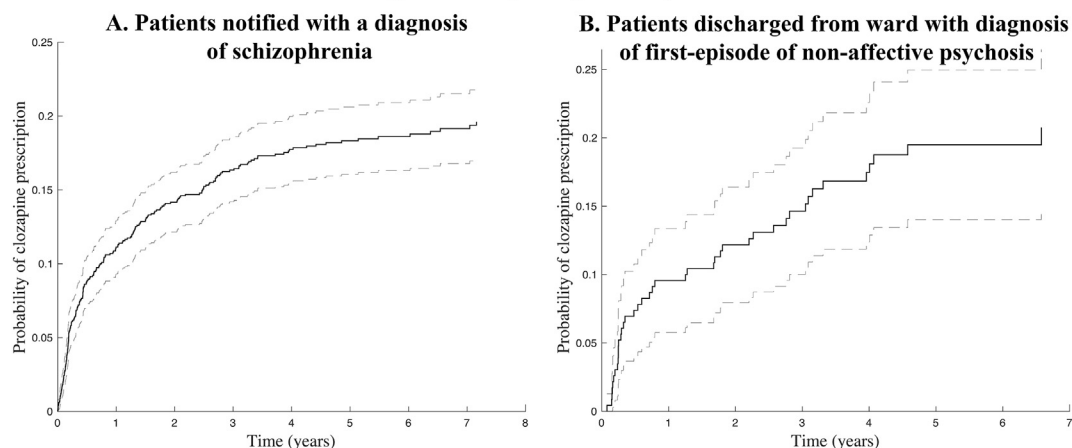 A. Patients notified with a diagnosis
of schizophrenia
0.25
0.2
0.15
0.1
0.05
0
Probability of clozapine prescription
0 1 2 3 4 5 6 7 8
Time (years)
B. Patients discharged from ward with diagnosis
of first-episode of non-affective psychosis
0.25
0.2
0.15
0.1
0.05
0
Probability of clozapine prescription
0 1 2 3 4 5 6 7
Time (years)